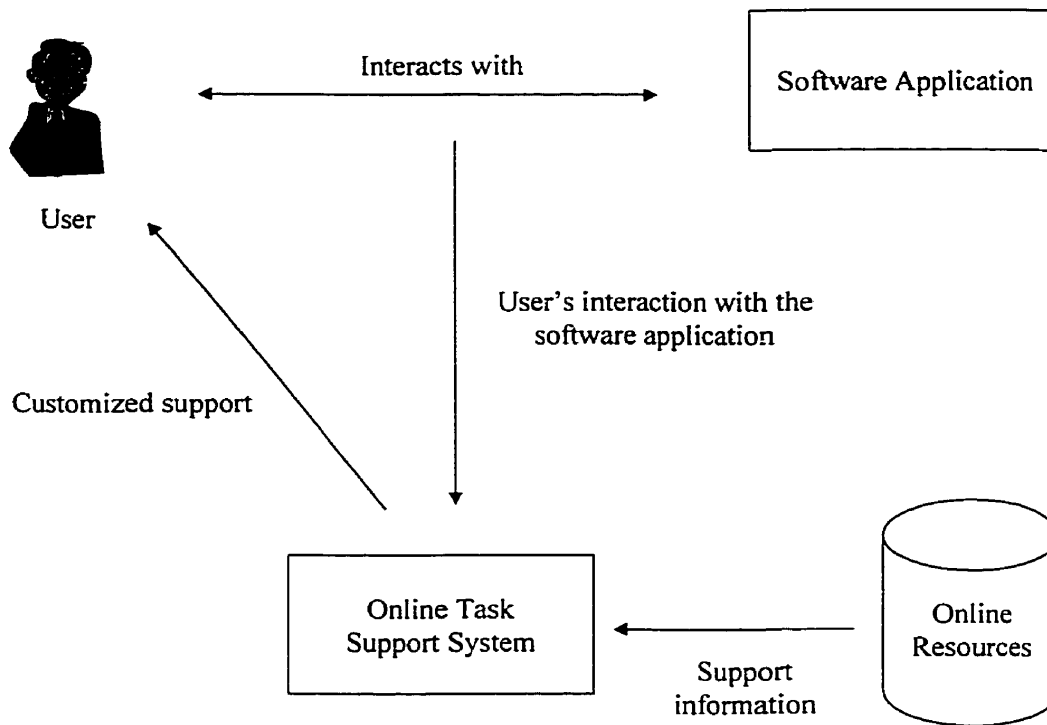 Interacts with
Software Application
User
User's interaction with the
software application
Customized support
Online Task
Support System
Online
Resources
Support
information